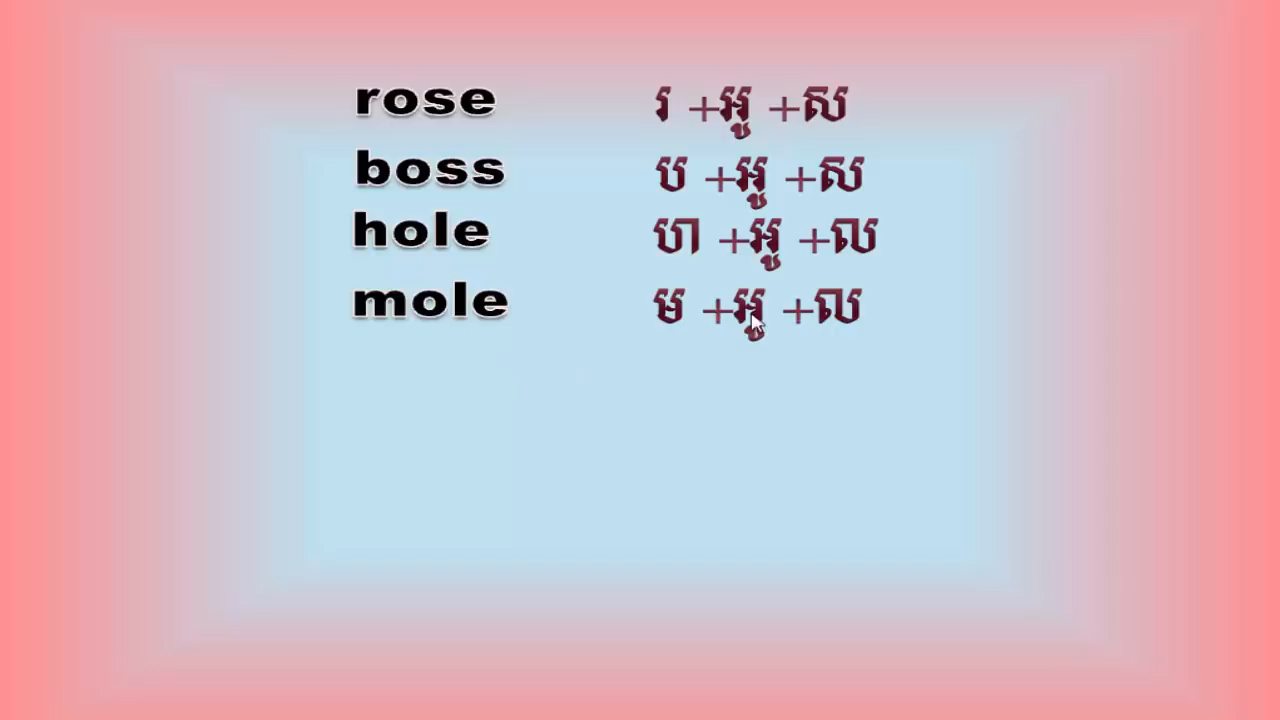 rose រ +អូ +ស
boss ប +អូ +ស
hole ហ +អូ +ល
mole ម +អូ +ល